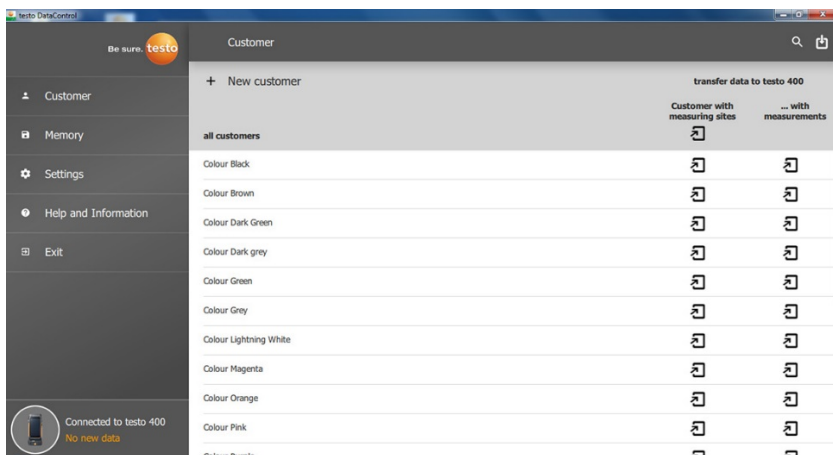 testo DataControl
Be sure. testo
Customer
Memory
Settings
Help and Information
Exit
Connected to testo 400
No new data
Customer
+ New customer
transfer data to testo 400
Customer with
measuring sites
... with
measurements
all customers
Colour Black
Colour Brown
Colour Dark Green
Colour Dark grey
Colour Green
Colour Grey
Colour Lightning White
Colour Magenta
Colour Orange
Colour Pink